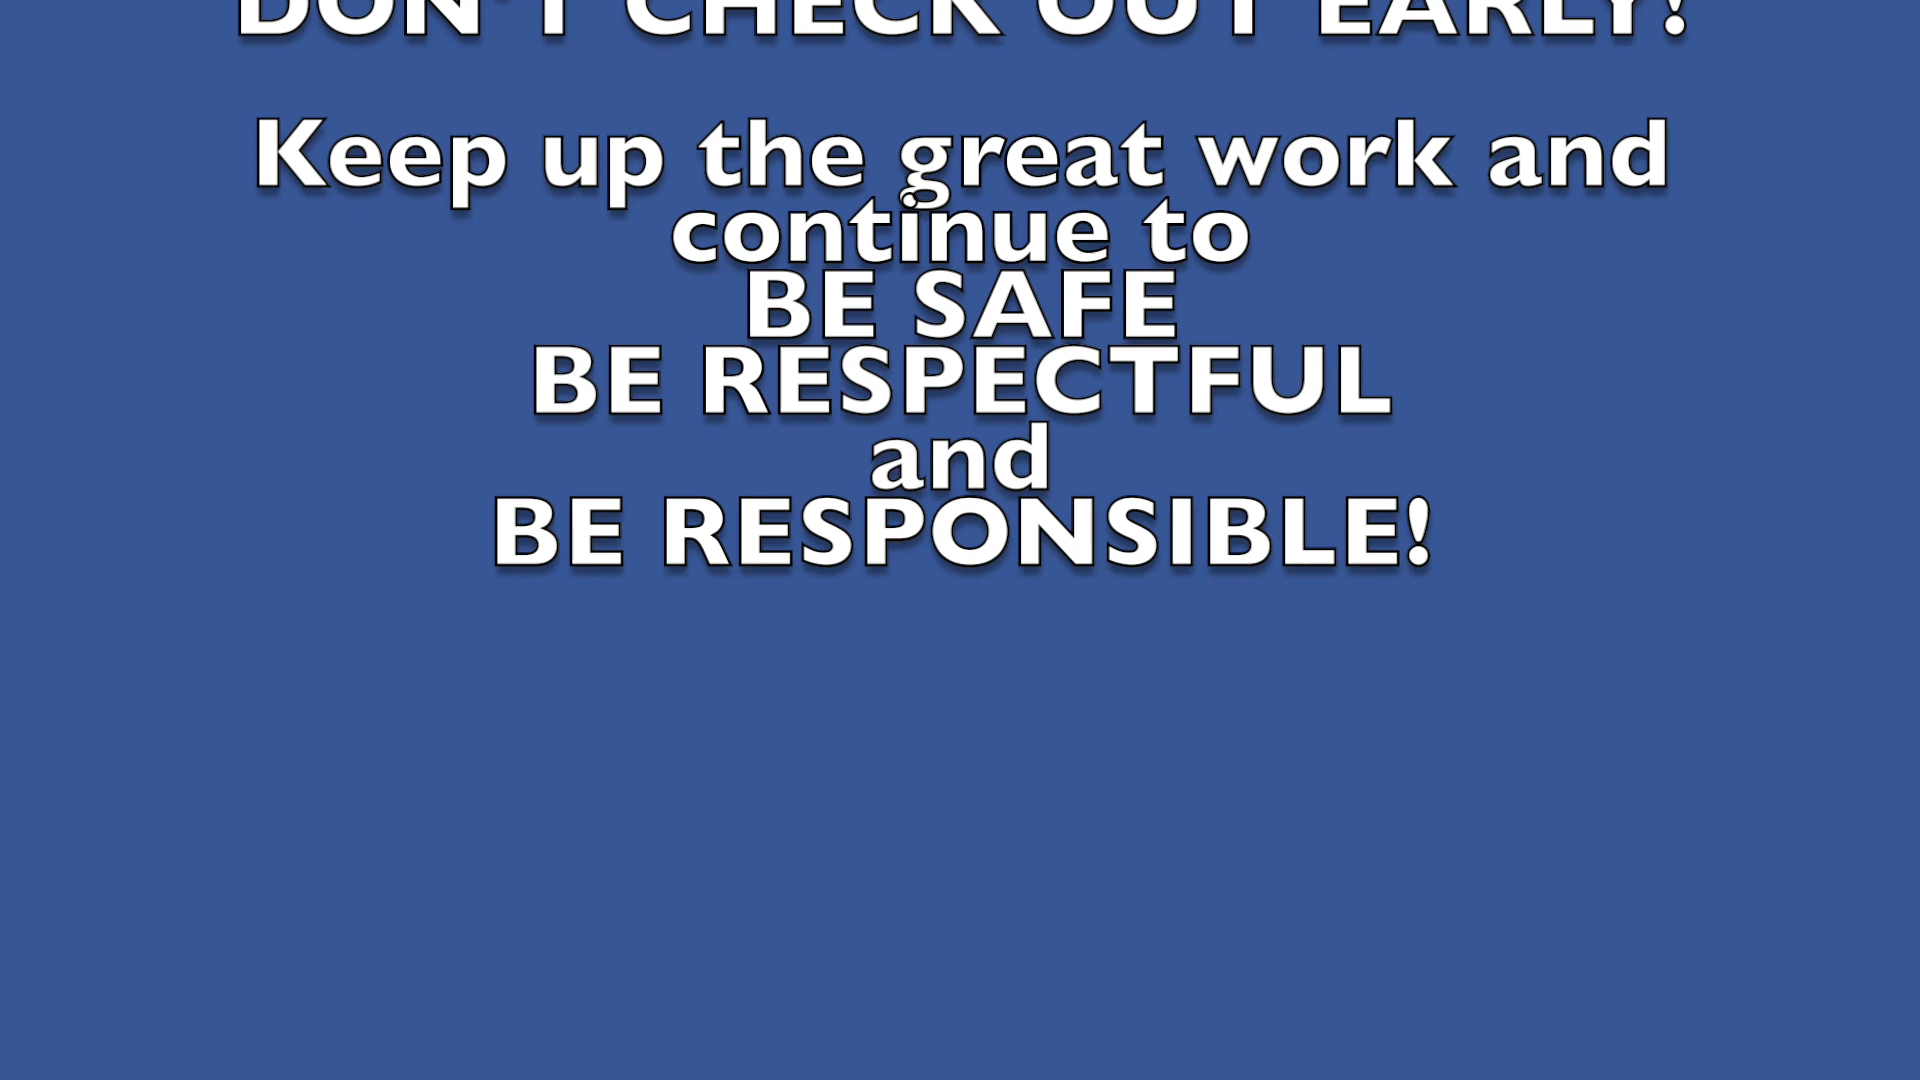 DON'T CHECK OUT EARLY!
Keep up the great work and
continue to
BE SAFE
BE RESPECTFUL
and
BE RESPONSIBLE!